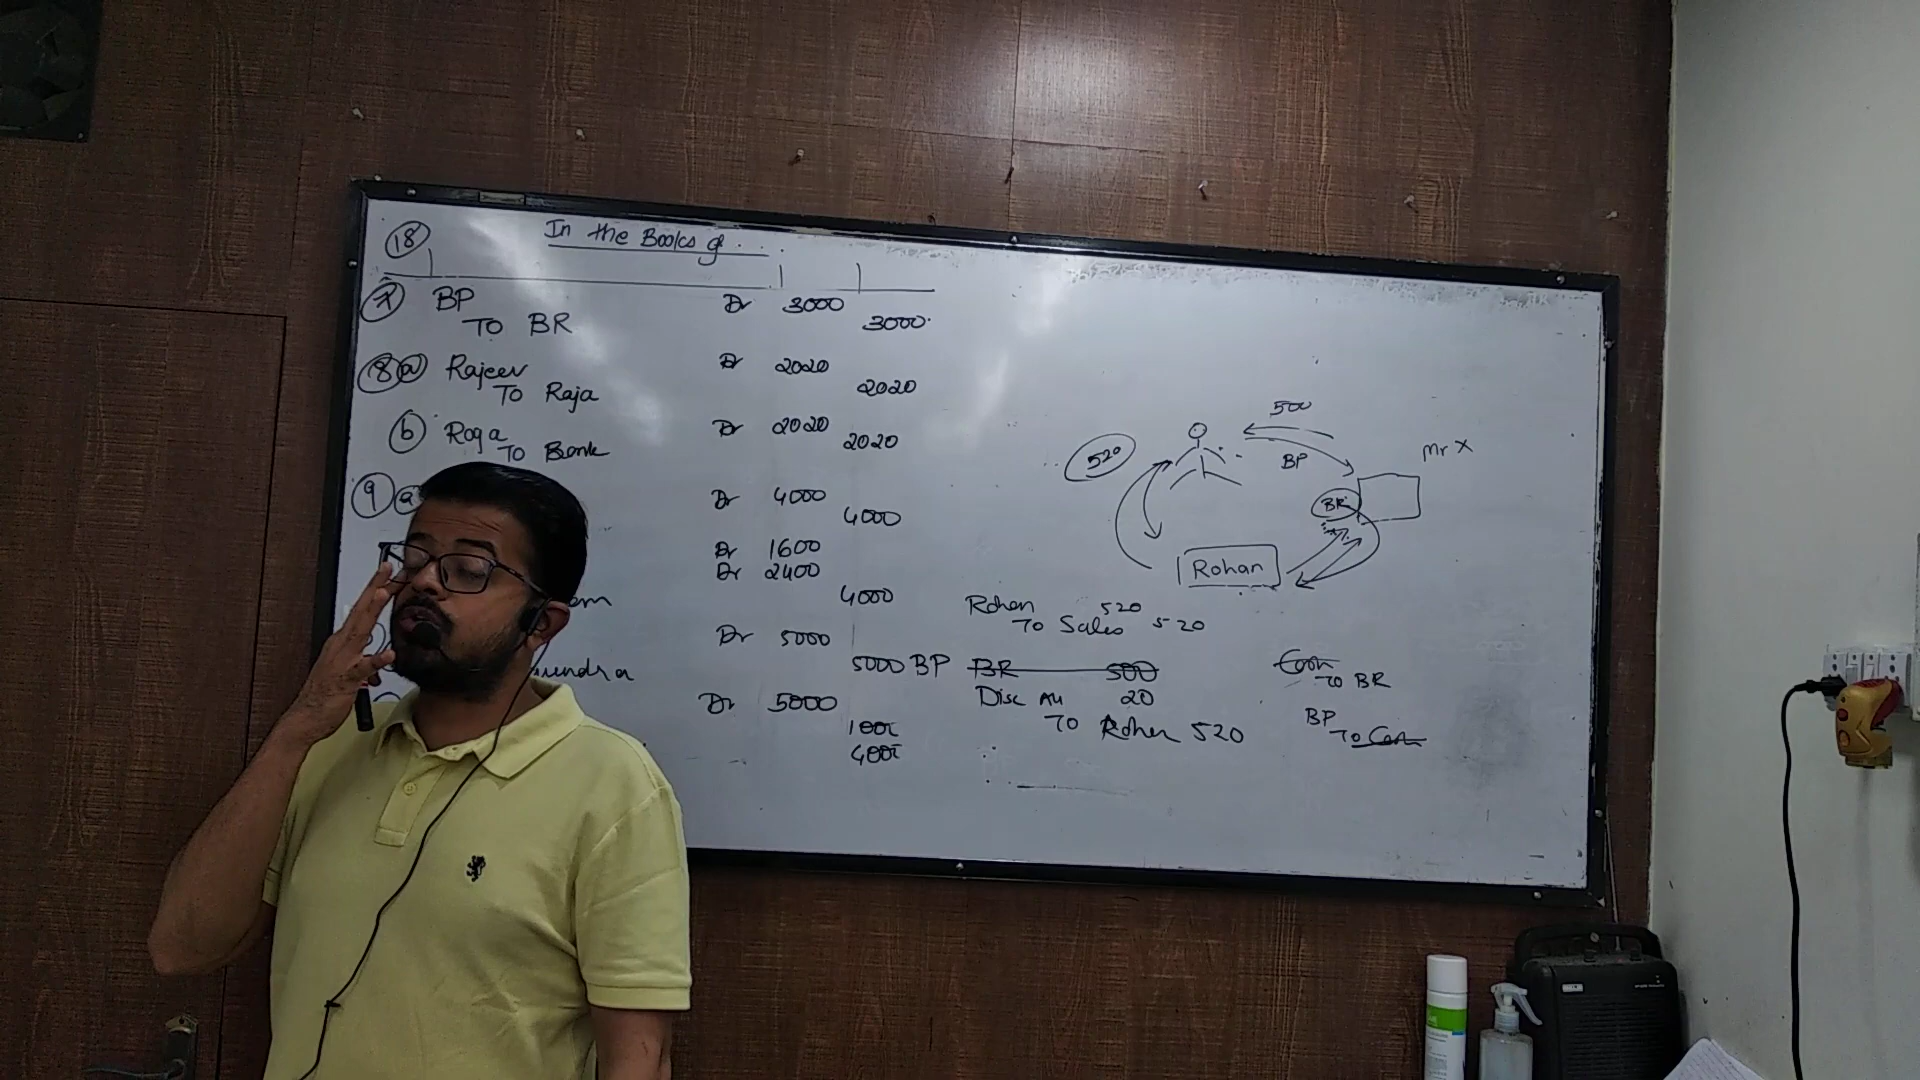 18
In the Books of ...
7 BP Dr 3000
To BR 3000
8 a Rajeev Dr 2020
To Raja 2020
b Raja Dr 2020
To Bank 2020
9 a Dr 4000
4000
Dr 1600
Dr 2400
4000
Dr 5000
5000
Dr 5000
1000
4000
500
BP
Mr X
520
BR
Rohan
Rohan 520
To Sales 520
BP BR 500
Disc All 20
To Rohan 520
Cash
To BR
BP
To Cash